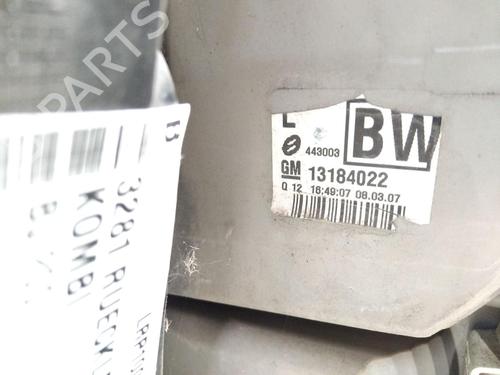 PARTS
L
BW
443003
GM 13184022
Q 12 16:49:07 08.03.07
B
3281
KOMBI